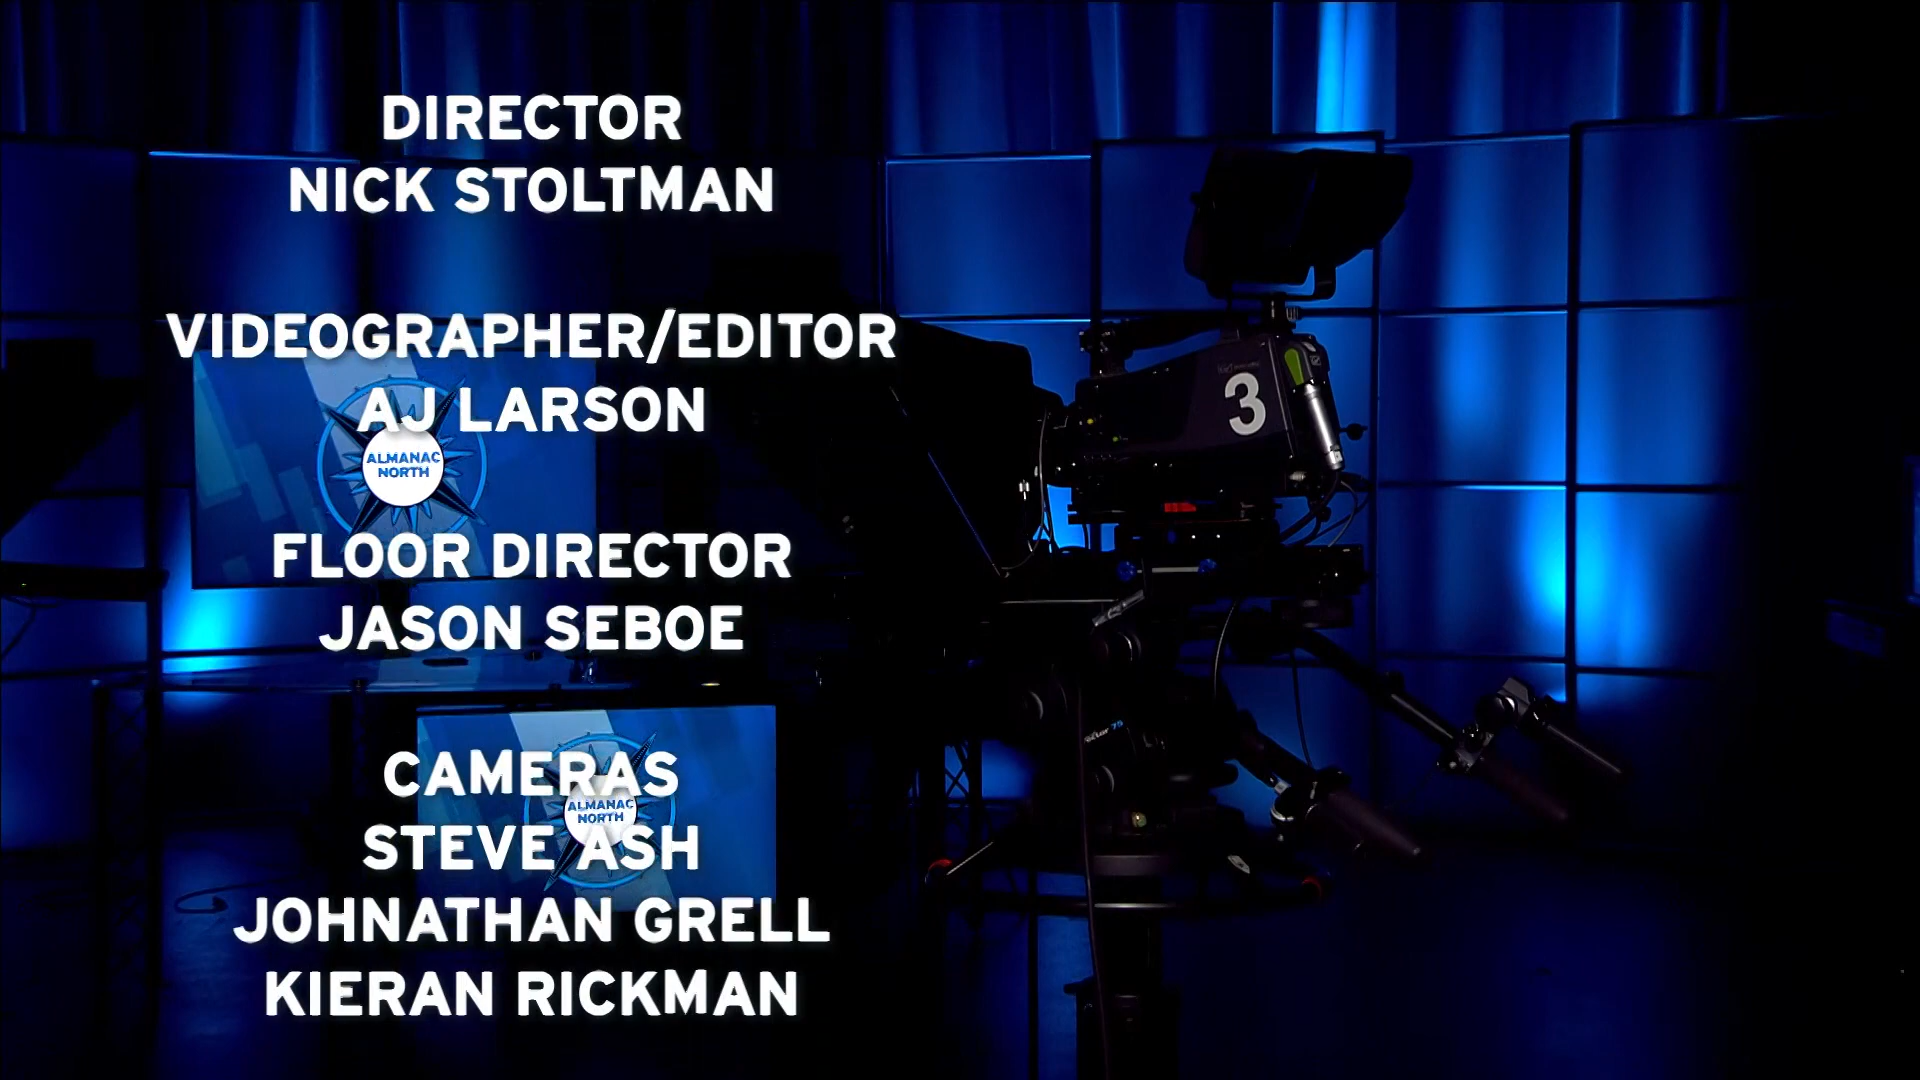 DIRECTOR
NICK STOLTMAN
VIDEOGRAPHER/EDITOR
AJ LARSON
ALMANAC
NORTH
FLOOR DIRECTOR
JASON SEBOE
CAMERAS
STEVE ASH
JOHNATHAN GRELL
KIERAN RICKMAN
ALMANAC
NORTH
3